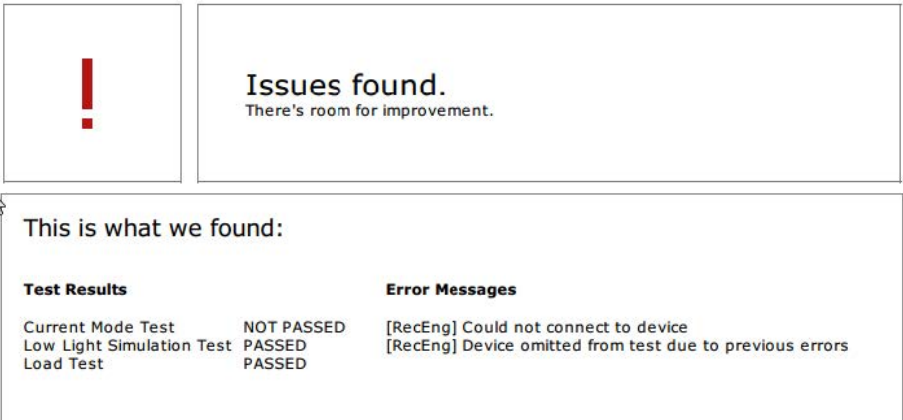 !
Issues found.
There's room for improvement.
This is what we found:
Test Results Error Messages
Current Mode Test NOT PASSED [RecEng] Could not connect to device
Low Light Simulation Test PASSED [RecEng] Device omitted from test due to previous errors
Load Test PASSED